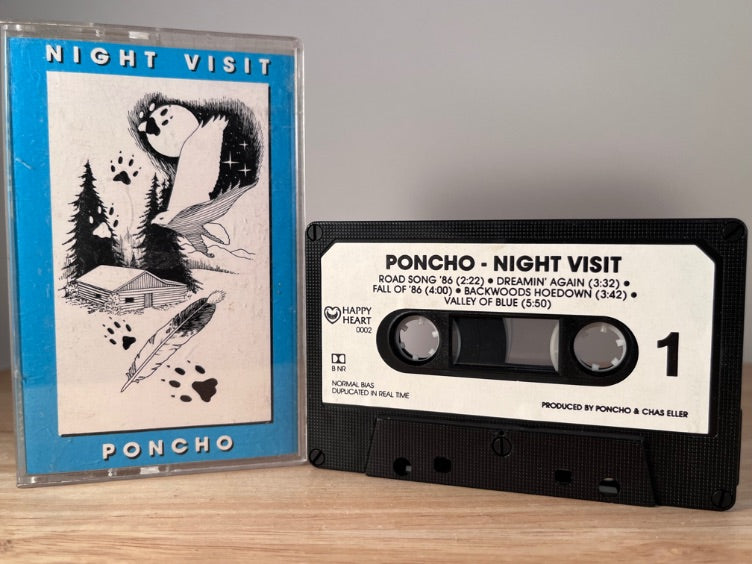 NIGHT VISIT
PONCHO
PONCHO - NIGHT VISIT
ROAD SONG '86 (2:22) • DREAMIN' AGAIN (3:32) •
FALL OF '86 (4:00) • BACKWOODS HOEDOWN (3:42) •
VALLEY OF BLUE (5:50)
HAPPY
HEART
0002
1
B NR
NORMAL BIAS
DUPLICATED IN REAL TIME
PRODUCED BY PONCHO & CHAS ELLER